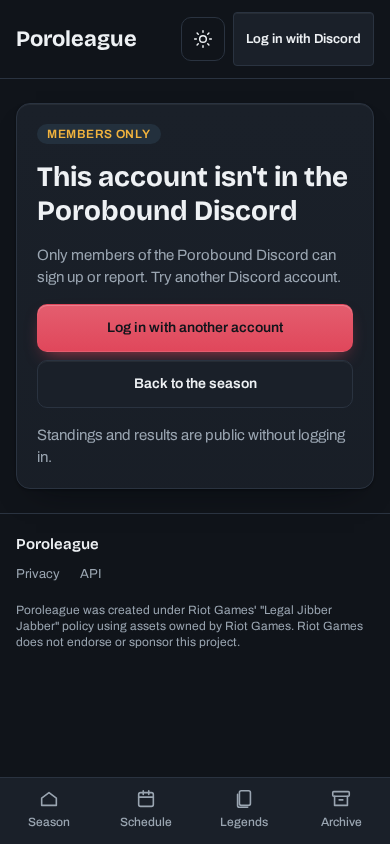 Poroleague
Log in with Discord
MEMBERS ONLY
This account isn't in the
Porobound Discord
Only members of the Porobound Discord can
sign up or report. Try another Discord account.
Log in with another account
Back to the season
Standings and results are public without logging
in.
Poroleague
Privacy API
Poroleague was created under Riot Games' "Legal Jibber
Jabber" policy using assets owned by Riot Games. Riot Games
does not endorse or sponsor this project.
Season Schedule Legends Archive